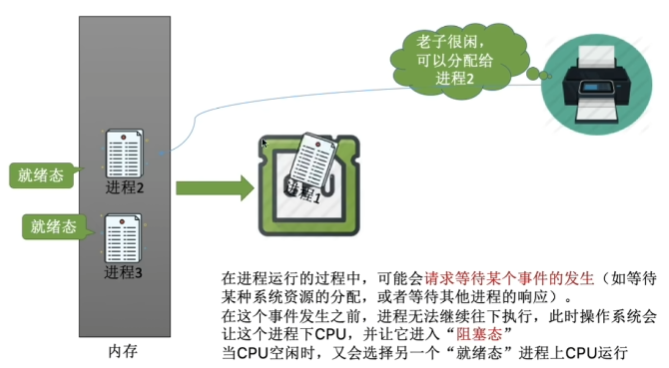 老子很闲，
可以分配给
进程2
就绪态
进程2
进程1
就绪态
进程3
内存
在进程运行的过程中，可能会请求等待某个事件的发生（如等待
某种系统资源的分配，或者等待其他进程的响应）。
在这个事件发生之前，进程无法继续往下执行，此时操作系统会
让这个进程下CPU，并让它进入“阻塞态”
当CPU空闲时，又会选择另一个“就绪态”进程上CPU运行